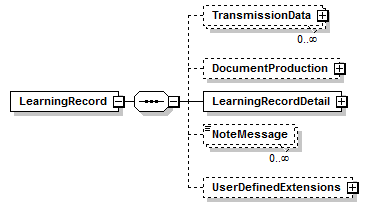 TransmissionData
0..∞
DocumentProduction
LearningRecord
LearningRecordDetail
NoteMessage
0..∞
UserDefinedExtensions